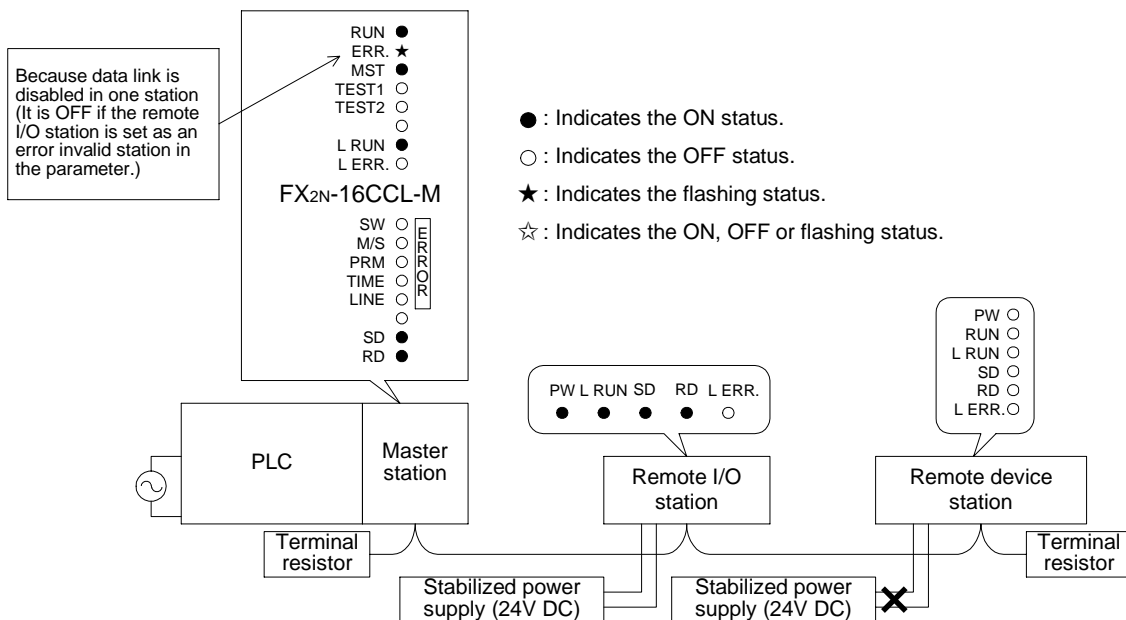 RUN
ERR.
MST
TEST1
TEST2
L RUN
L ERR.
FX2N-16CCL-M
SW
M/S
PRM
TIME
LINE
ERROR
SD
RD
Because data link is
disabled in one station
(It is OFF if the remote
I/O station is set as an
error invalid station in
the parameter.)
● : Indicates the ON status.
○ : Indicates the OFF status.
★ : Indicates the flashing status.
☆ : Indicates the ON, OFF or flashing status.
PW L RUN SD RD L ERR.
PW
RUN
L RUN
SD
RD
L ERR.
PLC
Master
station
Remote I/O
station
Remote device
station
Terminal
resistor
Terminal
resistor
Stabilized power
supply (24V DC)
Stabilized power
supply (24V DC)